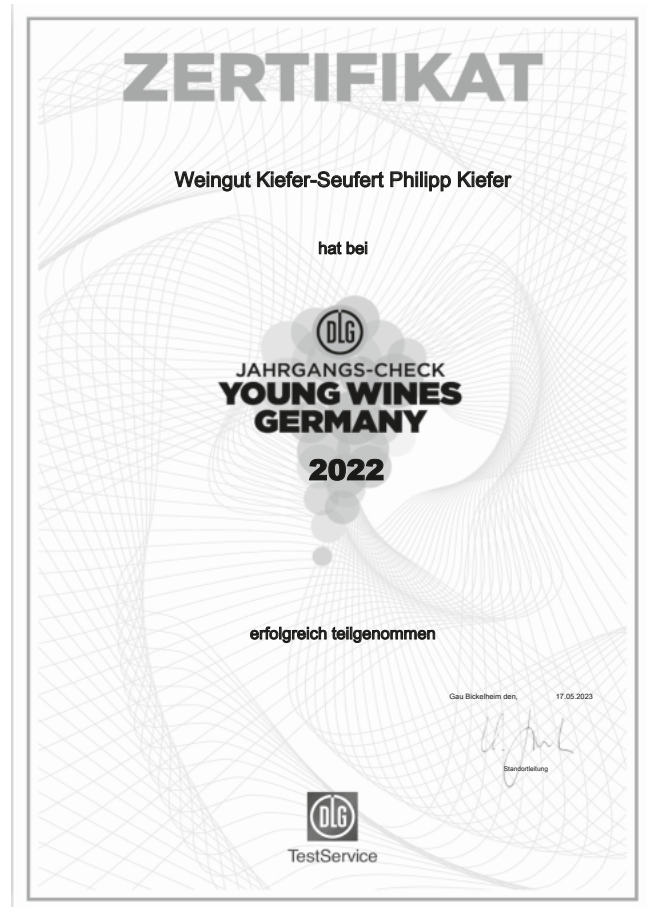 ZERTIFIKAT
Weingut Kiefer-Seufert Philipp Kiefer
hat bei
DLG
JAHRGANGS-CHECK
YOUNG WINES
GERMANY
2022
erfolgreich teilgenommen
Gau Bickelheim den, 17.05.2023
Standortleitung
DLG
TestService